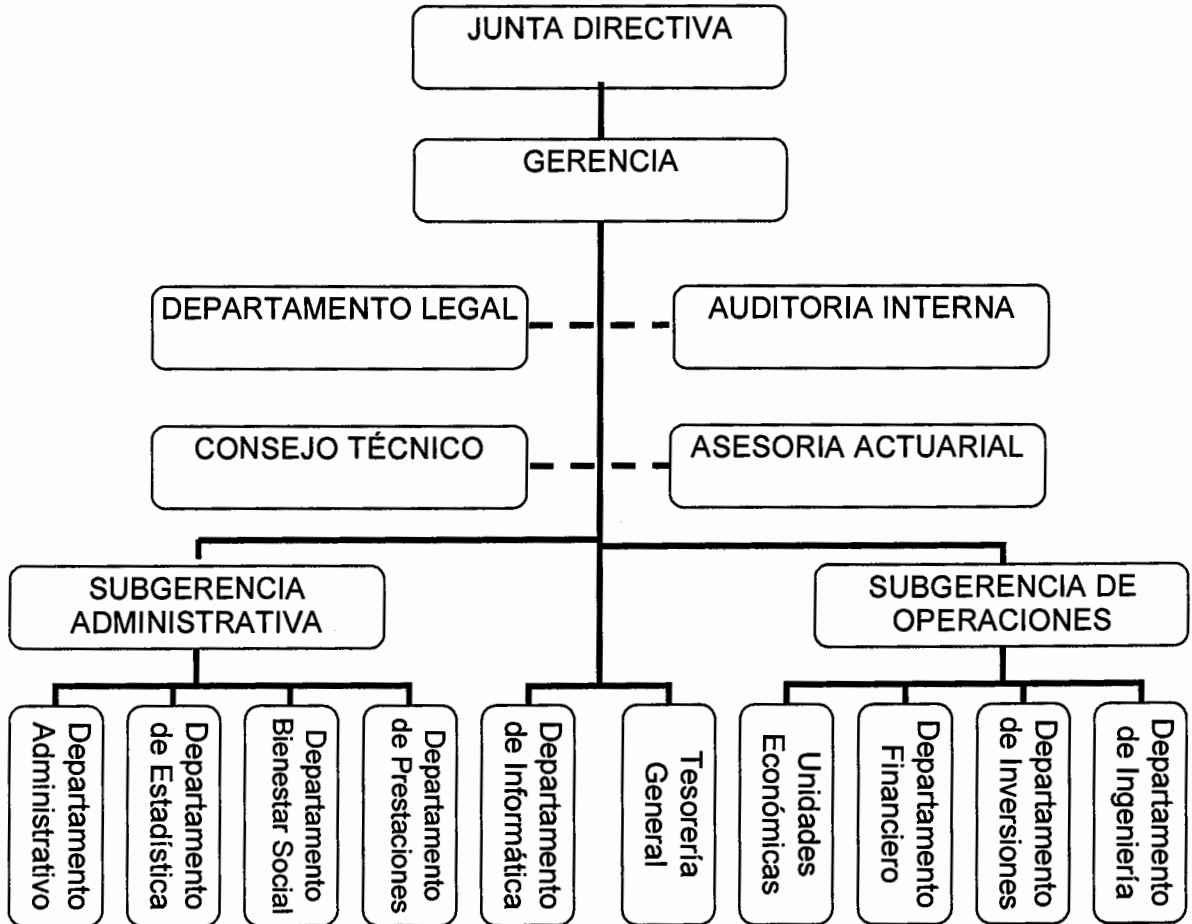 JUNTA DIRECTIVA
GERENCIA
DEPARTAMENTO LEGAL
AUDITORIA INTERNA
CONSEJO TÉCNICO
ASESORIA ACTUARIAL
SUBGERENCIA
ADMINISTRATIVA
SUBGERENCIA DE
OPERACIONES
Departamento
Administrativo
Departamento
de Estadística
Departamento
Bienestar Social
Departamento
de Prestaciones
Departamento
de Informática
Tesorería
General
Unidades
Económicas
Departamento
Financiero
Departamento
de Inversiones
Departamento
de Ingeniería